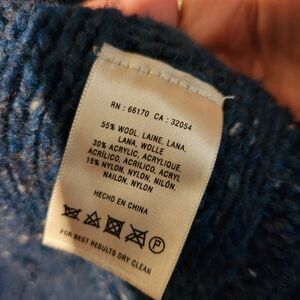 RN : 66170 CA : 32054
55% WOOL, LAINE, LANA,
LANA, WOLLE
30% ACRYLIC, ACRYLIQUE,
ACRÍLICO, ACRILICO, ACRYL
15% NYLON, NYLON, NILÓN,
NAILON, NYLON
HECHO EN CHINA
P
FOR BEST RESULTS DRY CLEAN